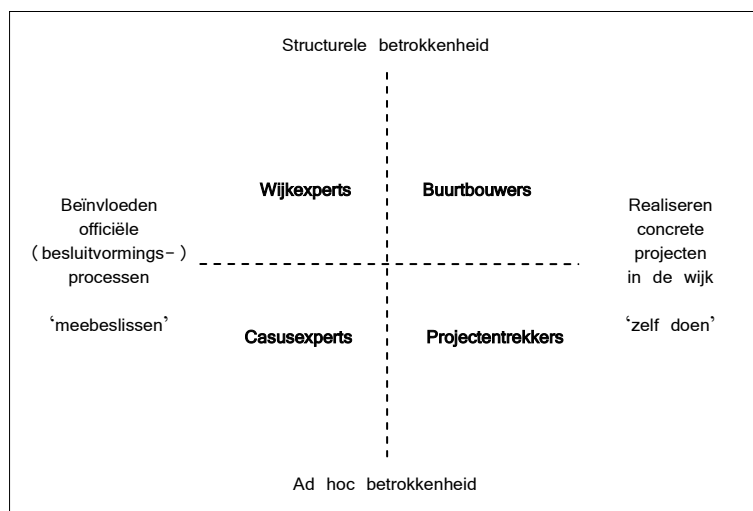 Structurele betrokkenheid
Wijkexperts
Buurtbouwers
Beïnvloeden
officiële
(besluitvormings-)
processen
'meebeslissen'
Realiseren
concrete
projecten
in de wijk
'zelf doen'
Casusexperts
Projectentrekkers
Ad hoc betrokkenheid